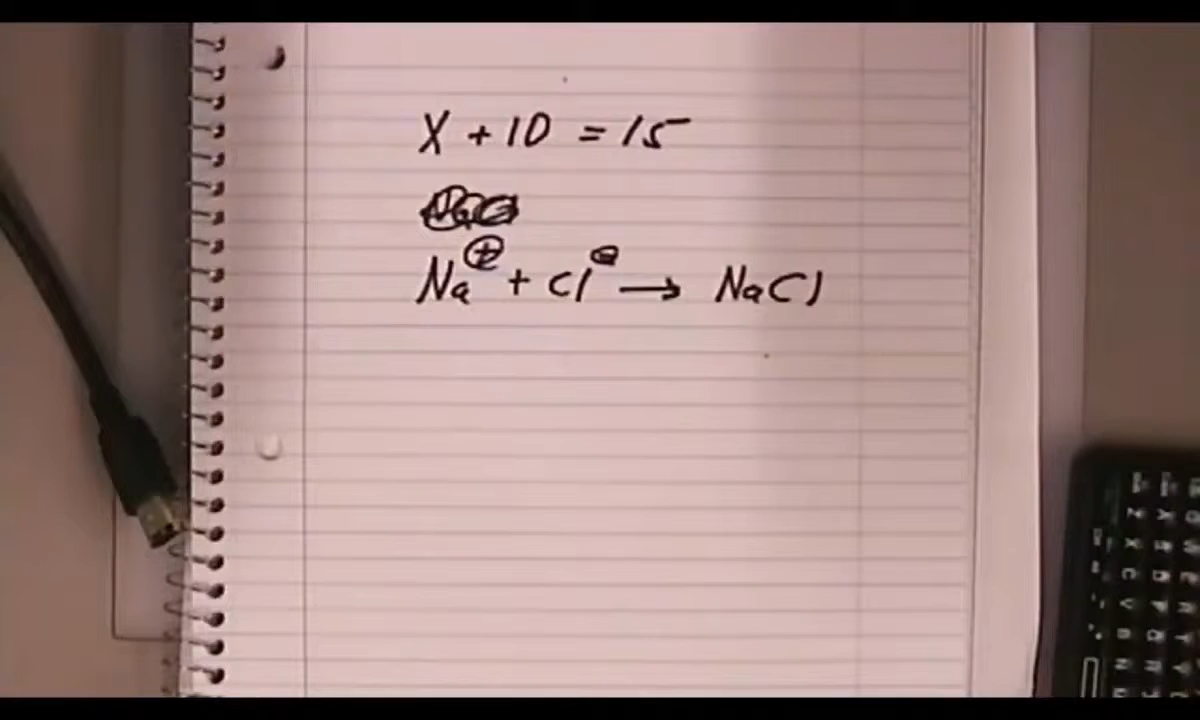 X + 10 = 15
Na⊕ + Cl⊖ → NaCl